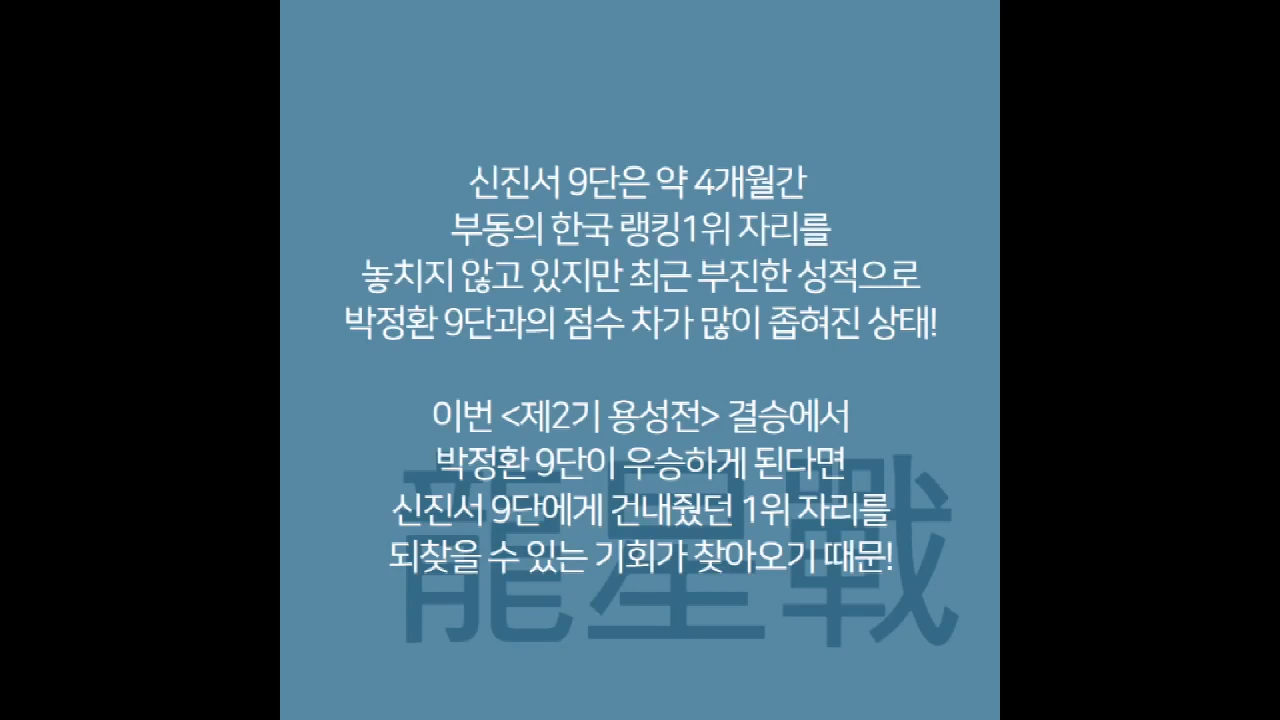 신진서 9단은 약 4개월간
부동의 한국 랭킹1위 자리를
놓치지 않고 있지만 최근 부진한 성적으로
박정환 9단과의 점수 차가 많이 좁혀진 상태!
이번 <제2기 용성전> 결승에서
박정환 9단이 우승하게 된다면
신진서 9단에게 건내줬던 1위 자리를
되찾을 수 있는 기회가 찾아오기 때문!
龍星戰